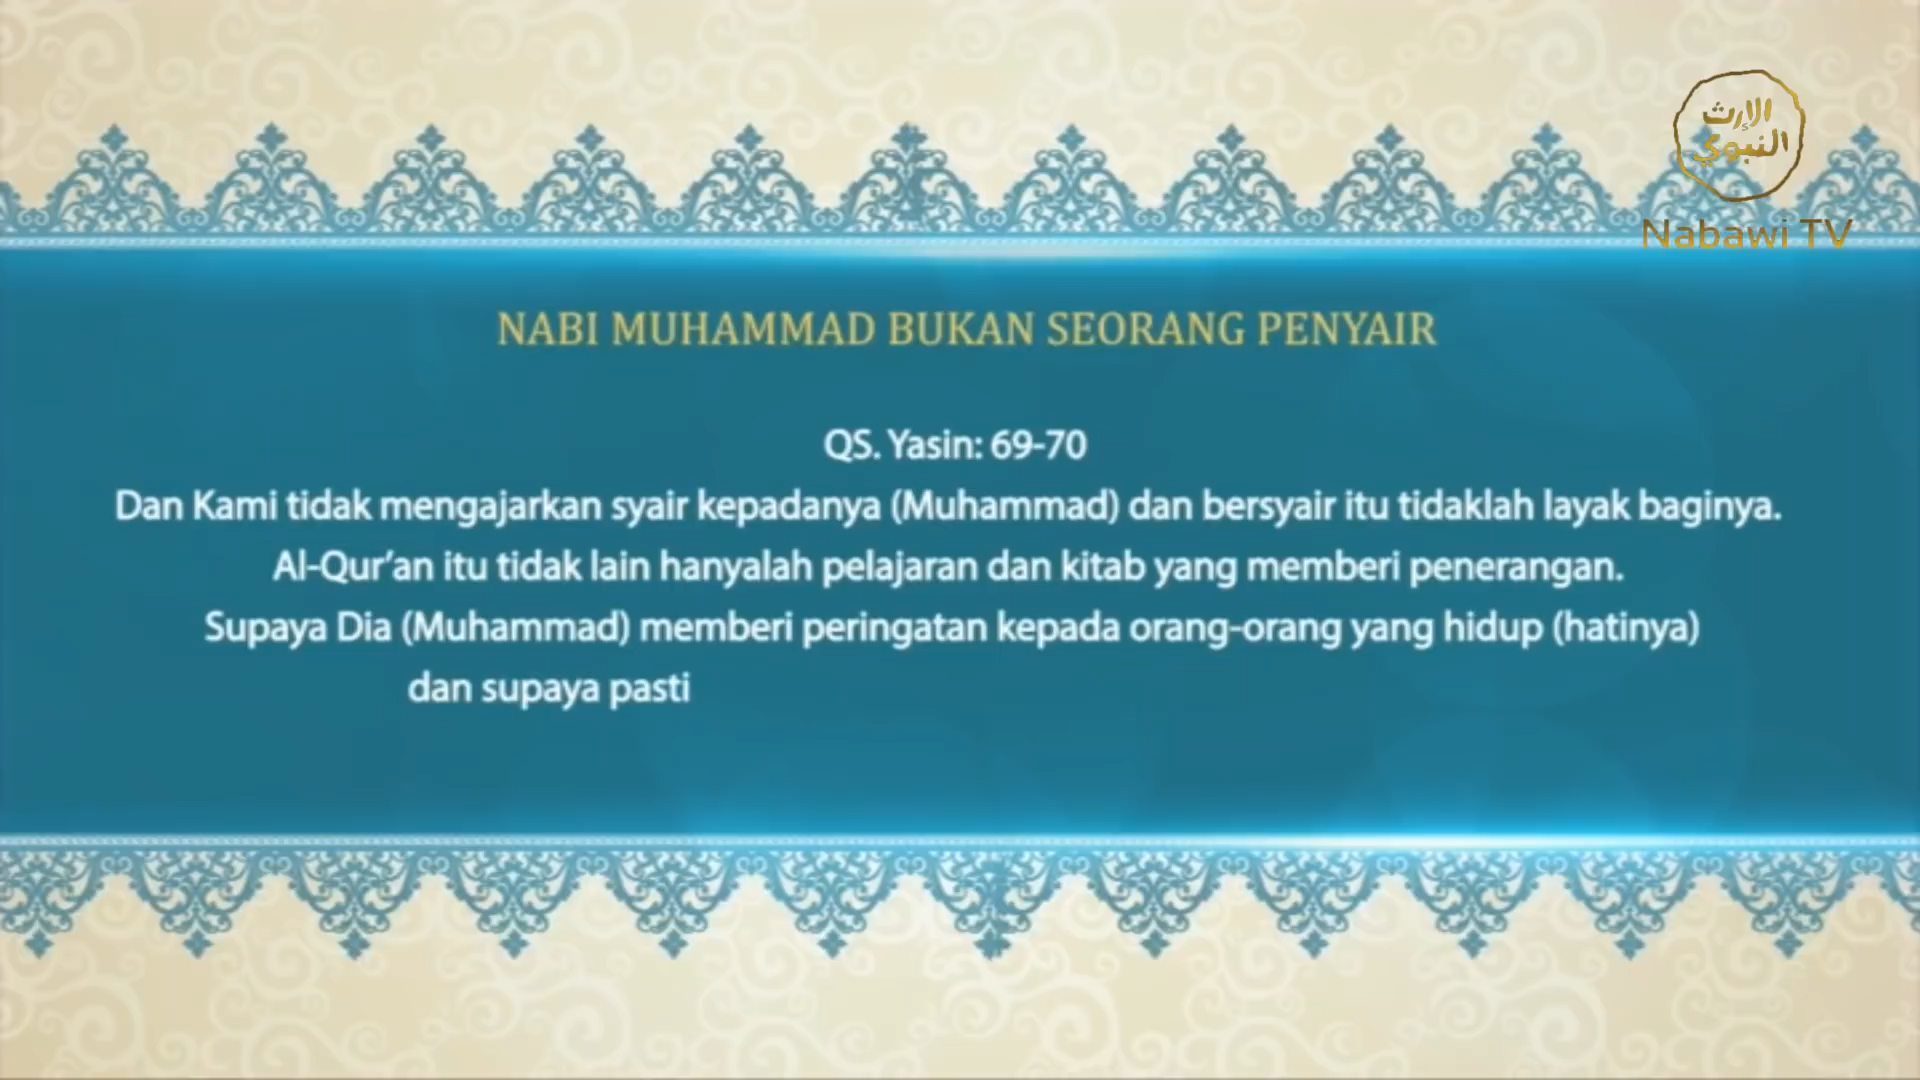 الإرث
النبوي
Nabawi TV
NABI MUHAMMAD BUKAN SEORANG PENYAIR
QS. Yasin: 69-70
Dan Kami tidak mengajarkan syair kepadanya (Muhammad) dan bersyair itu tidaklah layak baginya.
Al-Qur’an itu tidak lain hanyalah pelajaran dan kitab yang memberi penerangan.
Supaya Dia (Muhammad) memberi peringatan kepada orang-orang yang hidup (hatinya)
dan supaya pasti